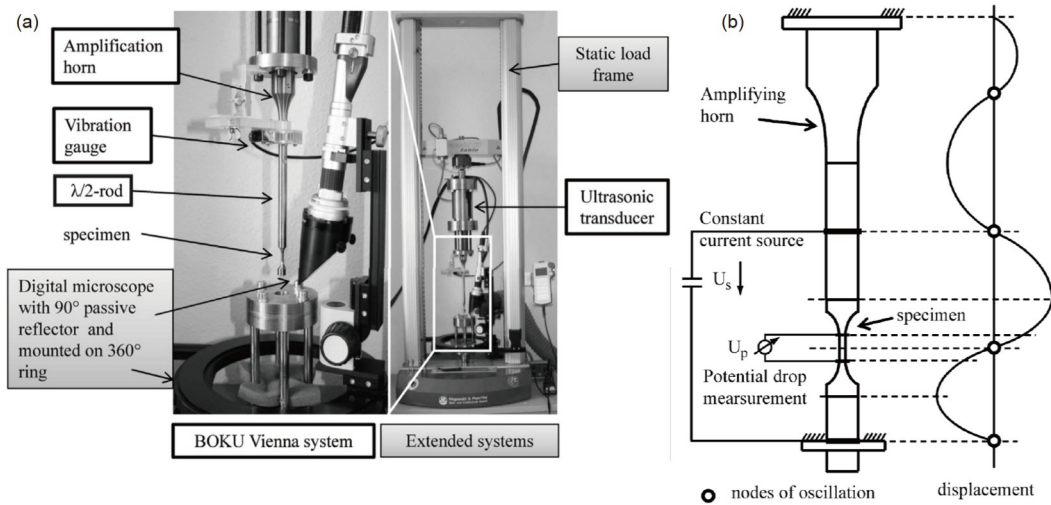 (a)
Amplification
horn
Vibration
gauge
λ/2-rod
specimen
Digital microscope
with 90° passive
reflector and
mounted on 360°
ring
Static load
frame
Ultrasonic
transducer
BOKU Vienna system
Extended systems
(b)
Amplifying
horn
Constant
current source
Us
specimen
Up
Potential drop
mearsurement
nodes of oscillation
displacement